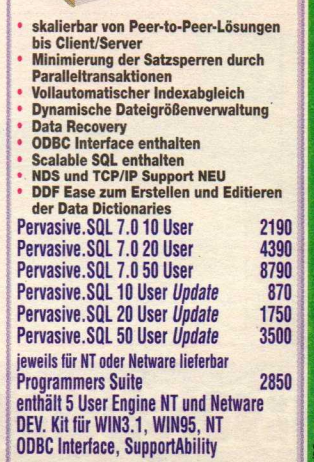 • skalierbar von Peer-to-Peer-Lösungen
bis Client/Server
• Minimierung der Satzsperren durch
Paralleltransaktionen
• Vollautomatischer Indexabgleich
• Dynamische Dateigrößenverwaltung
• Data Recovery
• ODBC Interface enthalten
• Scalable SQL enthalten
• NDS und TCP/IP Support NEU
• DDF Ease zum Erstellen und Editieren
der Data Dictionaries
Pervasive.SQL 7.0 10 User 2190
Pervasive.SQL 7.0 20 User 4390
Pervasive.SQL 7.0 50 User 8790
Pervasive.SQL 10 User Update 870
Pervasive.SQL 20 User Update 1750
Pervasive.SQL 50 User Update 3500
jeweils für NT oder Netware lieferbar
Programmers Suite 2850
enthält 5 User Engine NT und Netware
DEV. Kit für WIN3.1, WIN95, NT
ODBC Interface, SupportAbility